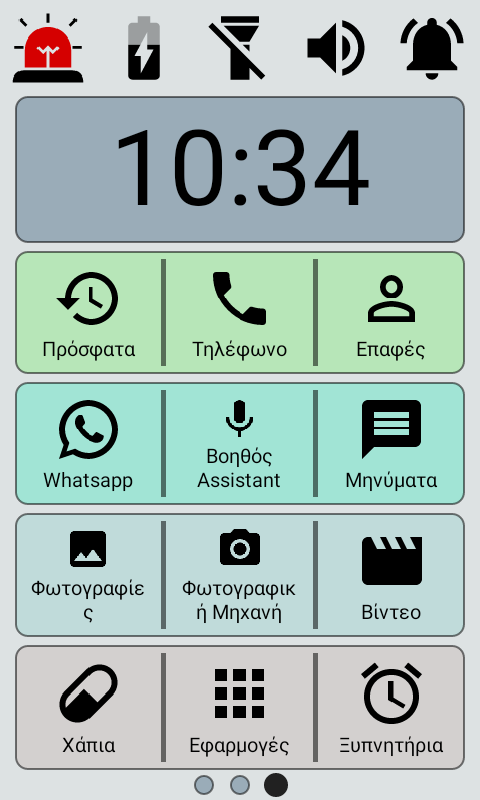 10:34
Πρόσφατα
Τηλέφωνο
Επαφές
Whatsapp
Βοηθός
Assistant
Μηνύματα
Φωτογραφίε
ς
Φωτογραφικ
ή Μηχανή
Βίντεο
Χάπια
Εφαρμογές
Ξυπνητήρια